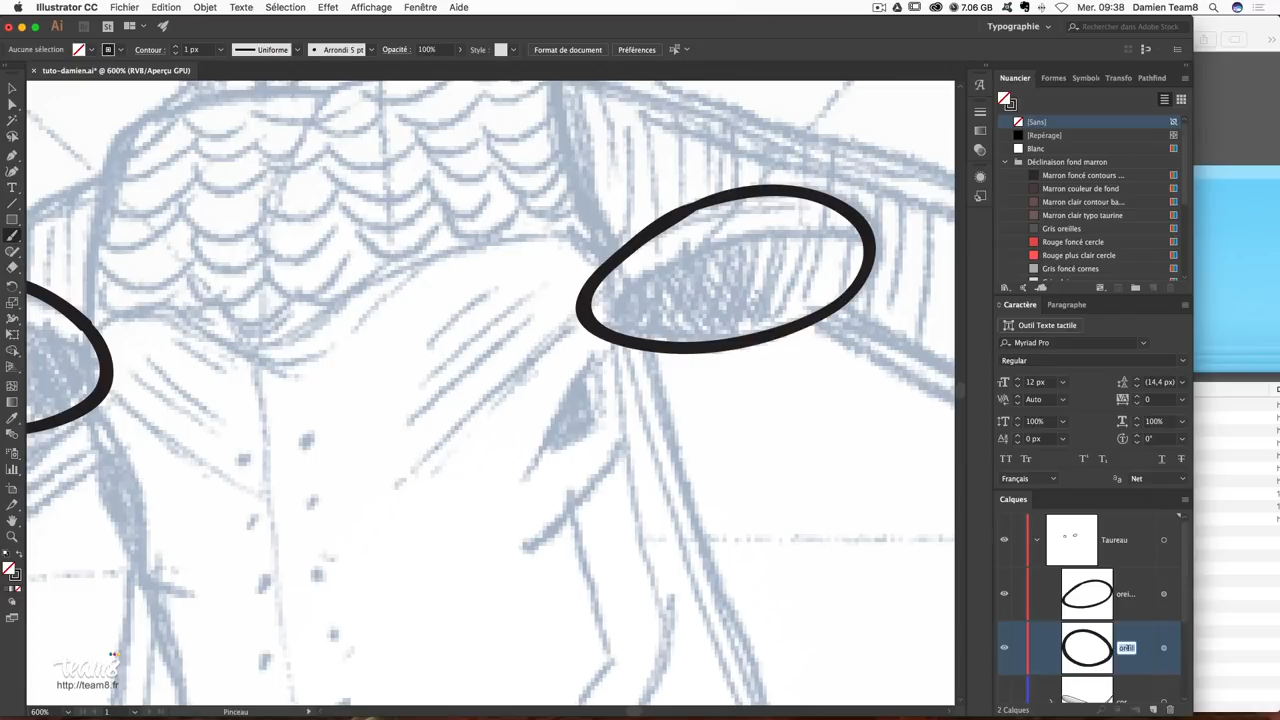 Illustrator CC Fichier Edition Objet Texte Sélection Effet Affichage Fenêtre Aide 7.06 GB Mer. 09:38 Damien Team8
Ai Br St Typographie Rechercher dans Adobe Stock
Aucune sélection Contour : 1 px Uniforme Arrondi 5 pt Opacité : 100% Style : Format de document Préférences
tuto-damien.ai* @ 600% (RVB/Aperçu GPU)
Nuancier Formes Symbol Transfo Pathfind
[Sans]
[Repérage]
Blanc
Déclinaison fond marron
Marron foncé contours ...
Marron couleur de fond
Marron clair contour ba...
Marron clair typo taurine
Gris oreilles
Rouge foncé cercle
Rouge plus clair cercle
Gris foncé cornes
Caractère Paragraphe
Outil Texte tactile
Myriad Pro
Regular
12 px (14,4 px)
Auto 0
100% 100%
0 px 0°
Français Net
Calques
Taureau
orei...
team8
http://team8.fr
600% 1 Pinceau 2 Calques